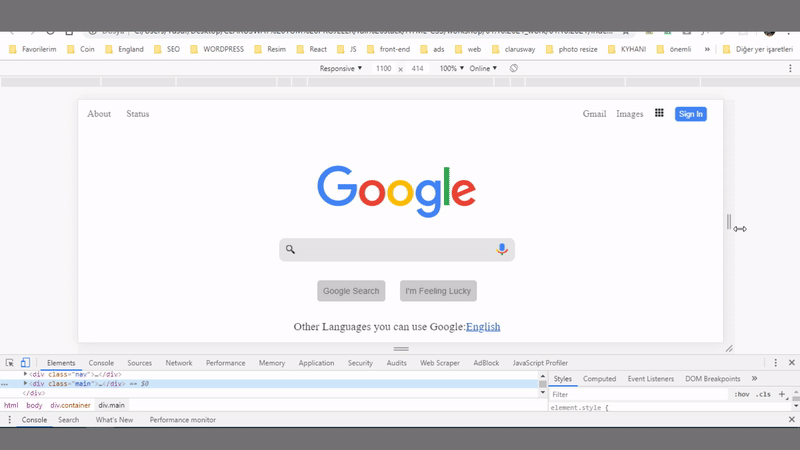 Favorilerim Coin England SEO WORDPRESS Resim React JS front-end ads web clarusway photo resize KYHANI önemli » Diğer yer işaretleri
Responsive ▼ 1100 × 414 100% ▼ Online ▼
About Status Gmail Images Sign In
Google
Google Search I'm Feeling Lucky
Other Languages you can use Google:English
Elements Console Sources Network Performance Memory Application Security Audits Web Scraper AdBlock JavaScript Profiler
▶<div class="nav">…</div>
▶<div class="main">…</div> == $0
</div>
html body div.container div.main
Styles Computed Event Listeners DOM Breakpoints »
Filter :hov .cls +
element.style {
Console Search What's New Performance monitor